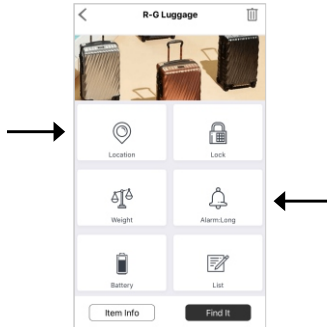 R-G Luggage
Location
Lock
Weight
Alarm:Long
Battery
List
Item Info
Find It